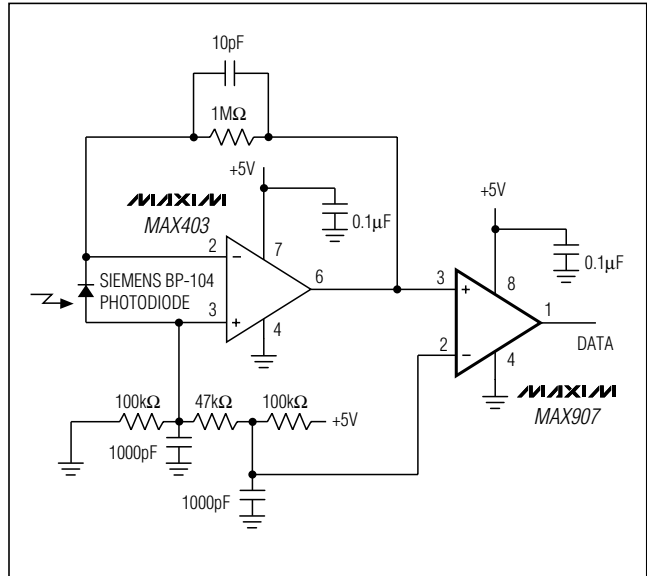 10pF
1MΩ
+5V
MAXIM
MAX403
0.1µF
+5V
0.1µF
2
-
7
6
SIEMENS BP-104
PHOTODIODE
3
+
4
3
+
8
1
DATA
2
-
4
MAXIM
MAX907
100kΩ
47kΩ
100kΩ
+5V
1000pF
1000pF